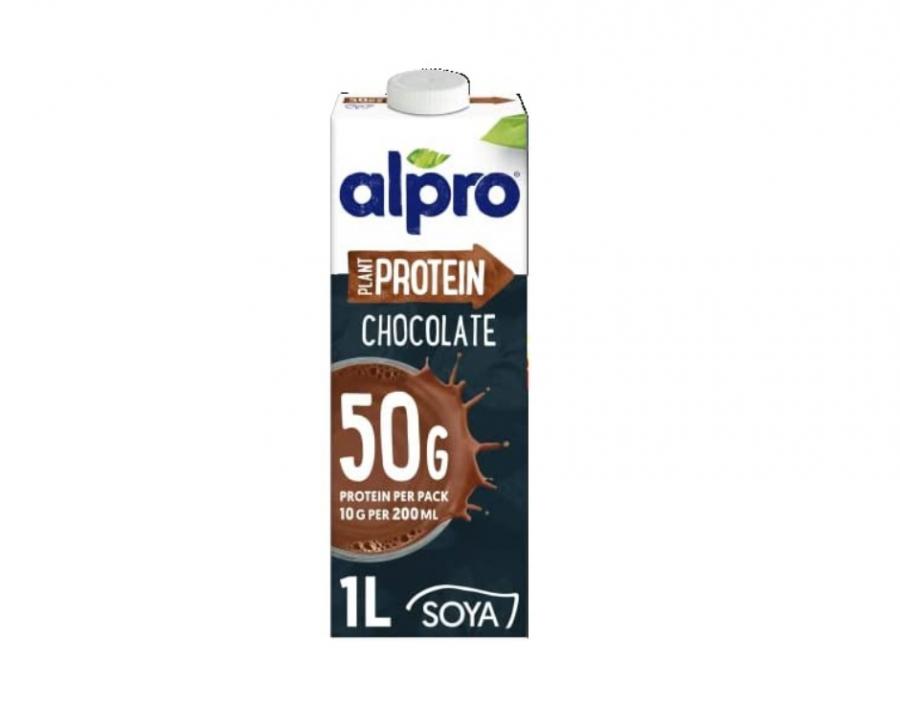 alpro
PLANT PROTEIN
CHOCOLATE
50G
PROTEIN PER PACK
10 G PER 200 ML
1L
SOYA